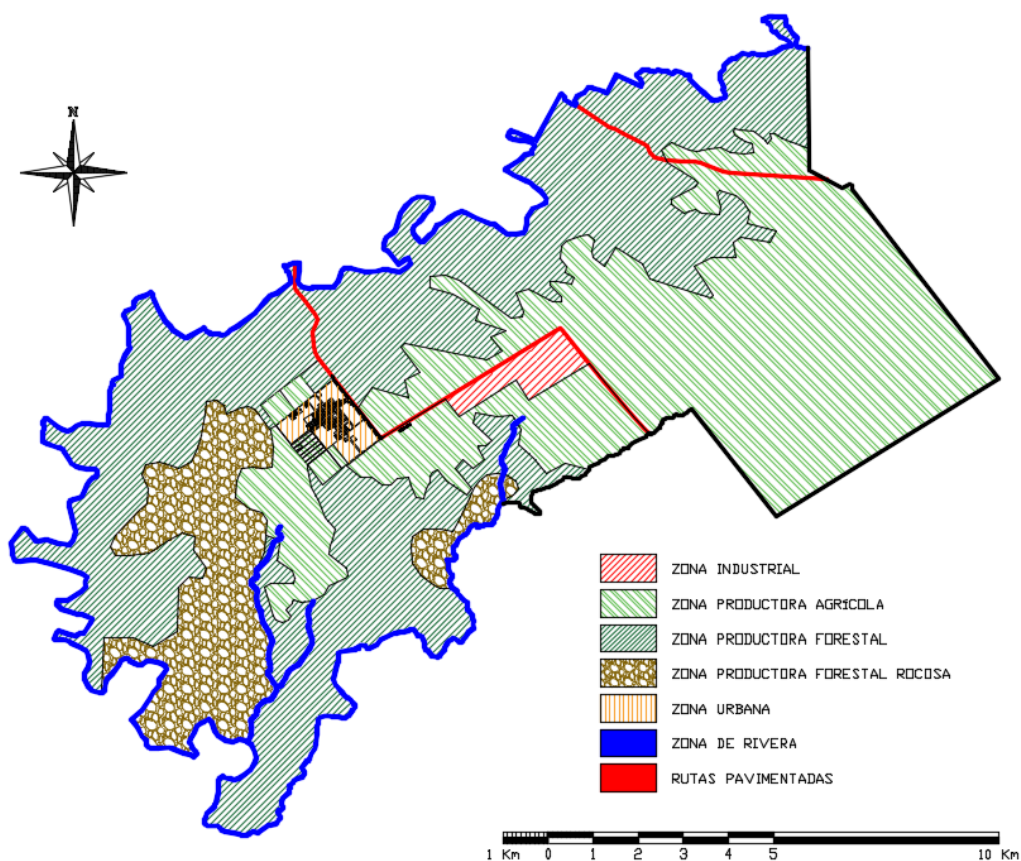 N
ZONA INDUSTRIAL
ZONA PRODUCTORA AGRÍCOLA
ZONA PRODUCTORA FORESTAL
ZONA PRODUCTORA FORESTAL ROCOSA
ZONA URBANA
ZONA DE RIVERA
RUTAS PAVIMENTADAS
1 Km 0 1 2 3 4 5 10 Km